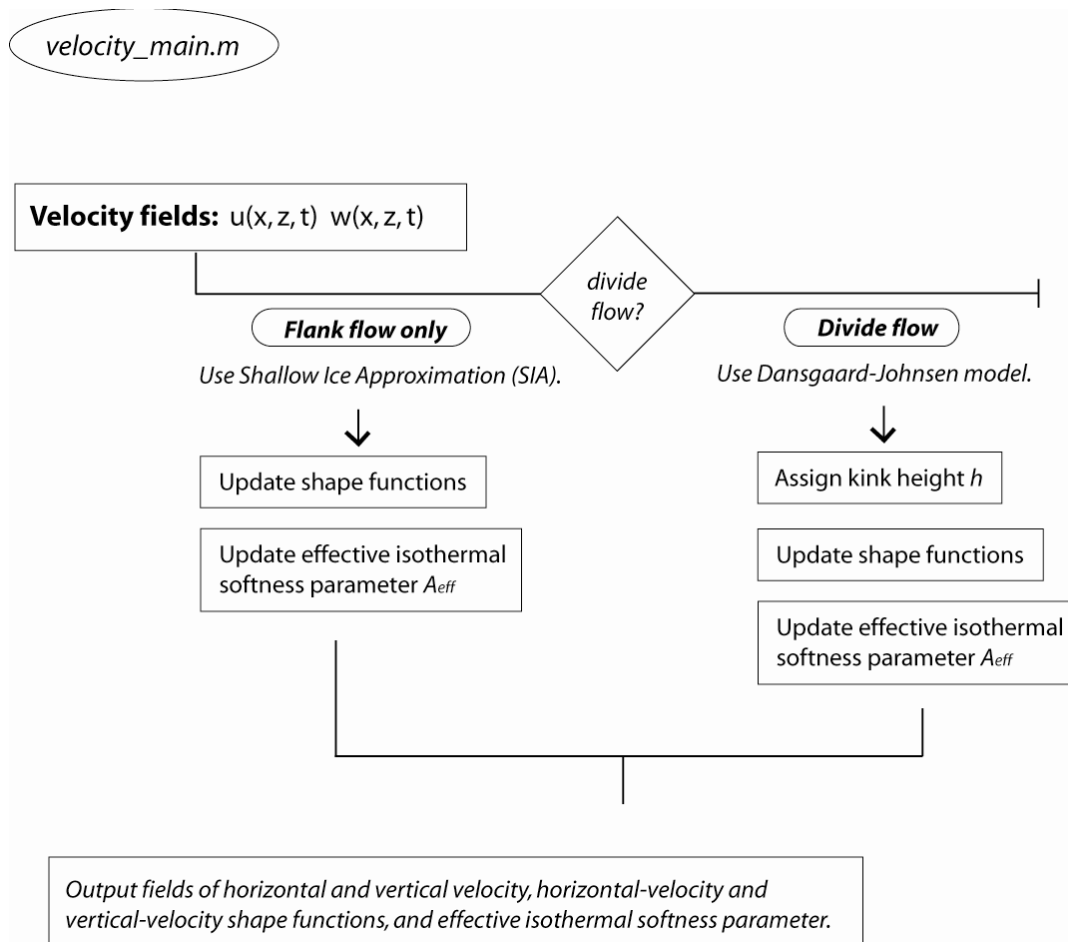 velocity_main.m
Velocity fields: u(x, z, t) w(x, z, t)
divide
flow?
Flank flow only
Use Shallow Ice Approximation (SIA).
Update shape functions
Update effective isothermal
softness parameter Aeff
Divide flow
Use Dansgaard-Johnsen model.
Assign kink height h
Update shape functions
Update effective isothermal
softness parameter Aeff
Output fields of horizontal and vertical velocity, horizontal-velocity and
vertical-velocity shape functions, and effective isothermal softness parameter.